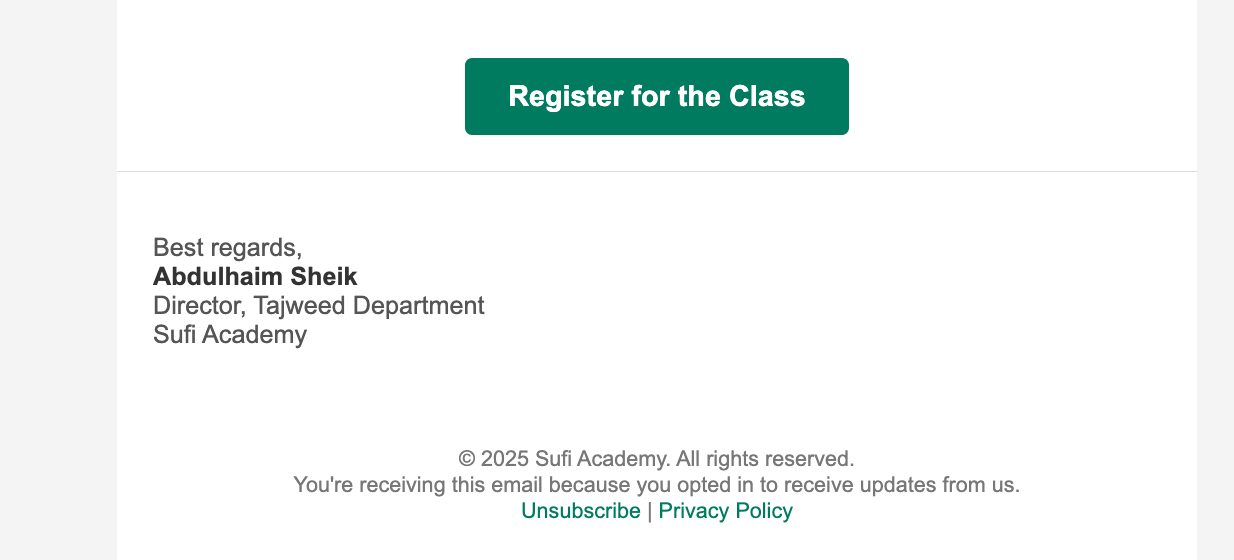 Register for the Class
Best regards,
Abdulhaim Sheik
Director, Tajweed Department
Sufi Academy
© 2025 Sufi Academy. All rights reserved.
You're receiving this email because you opted in to receive updates from us.
Unsubscribe | Privacy Policy